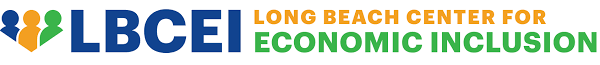 LBCEI
LONG BEACH CENTER FOR
ECONOMIC INCLUSION